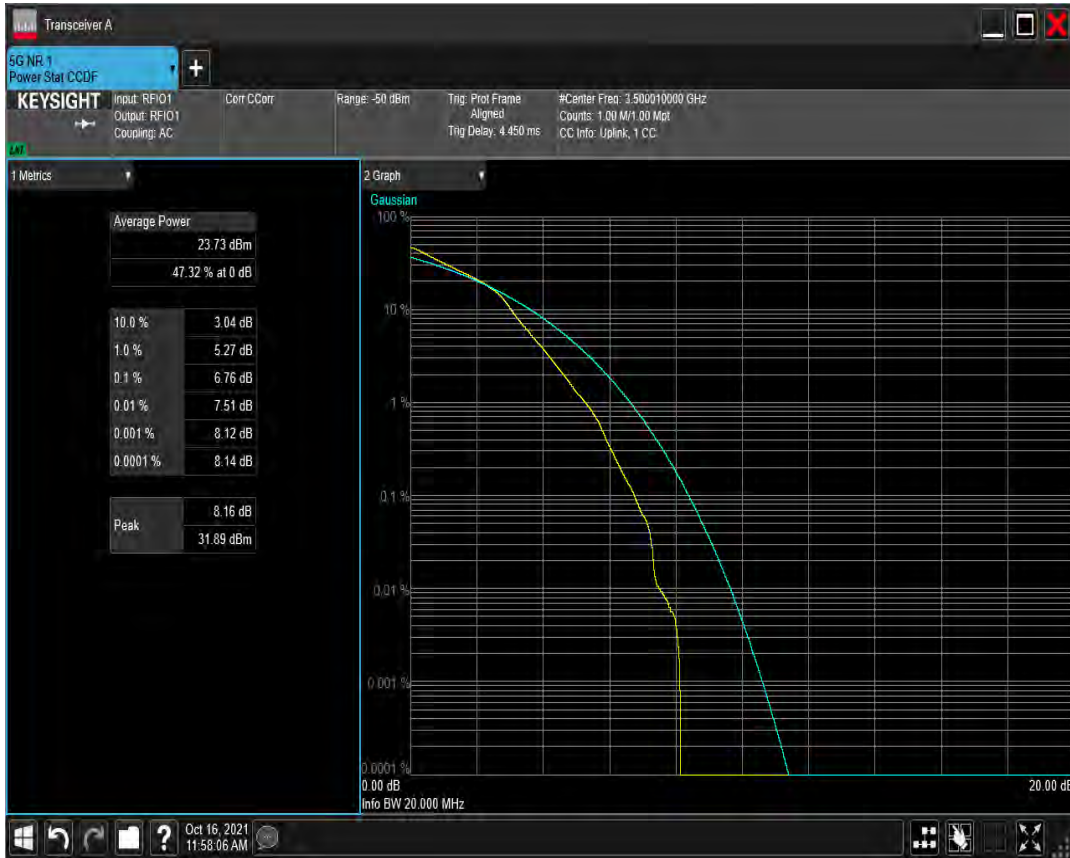 Transceiver A
5G NR 1
Power Stat CCDF
+
KEYSIGHT
Input: RFIO1
Output: RFIO1
Coupling: AC
Corr CCorr
Range: -50 dBm
Trig: Prot Frame
Aligned
Trig Delay: 4.450 ms
#Center Freq: 3.500010000 GHz
Counts: 1.00 M/1.00 Mpt
CC Info: Uplink, 1 CC
1 Metrics
Average Power
23.73 dBm
47.32 % at 0 dB
10.0 % 3.04 dB
1.0 % 5.27 dB
0.1 % 6.76 dB
0.01 % 7.51 dB
0.001 % 8.12 dB
0.0001 % 8.14 dB
Peak
8.16 dB
31.89 dBm
2 Graph
Gaussian
100 %
10 %
1 %
0.1 %
0.01 %
0.001 %
0.0001 %
0.00 dB
20.00 dB
Info BW 20.000 MHz
?
Oct 16, 2021
11:58:06 AM